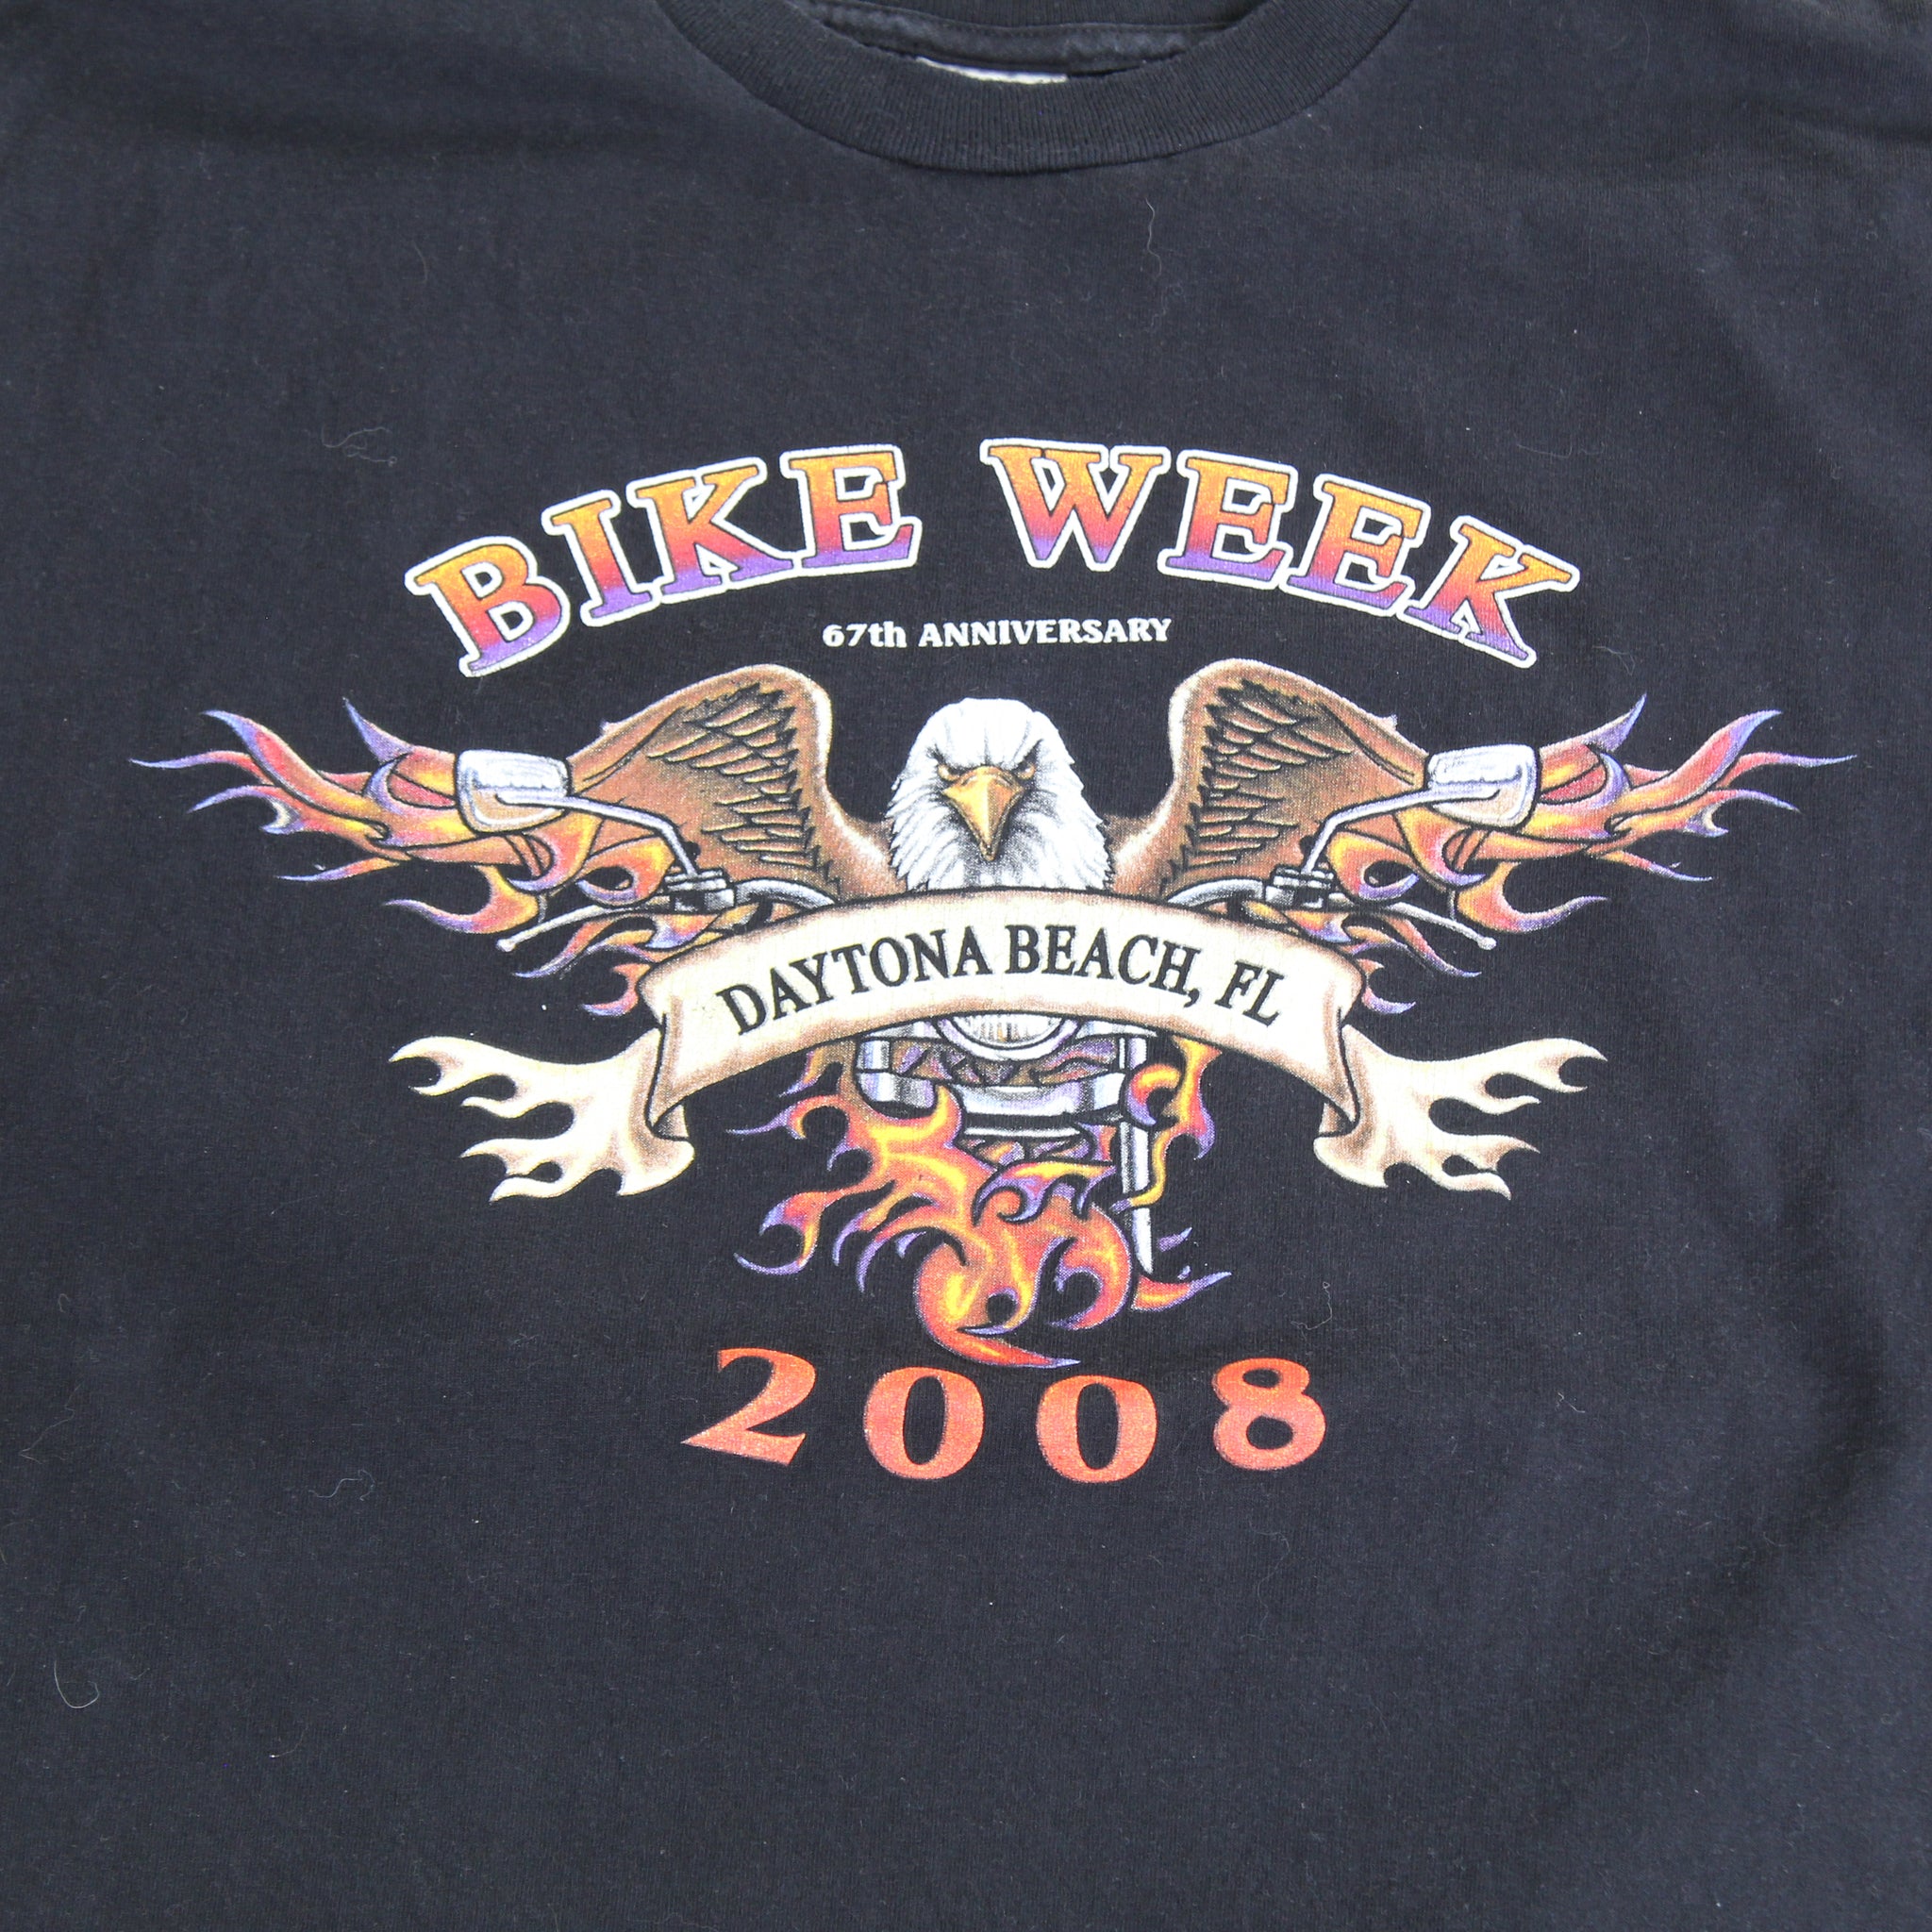 BIKE WEEK
67th ANNIVERSARY
DAYTONA BEACH, FL
2008